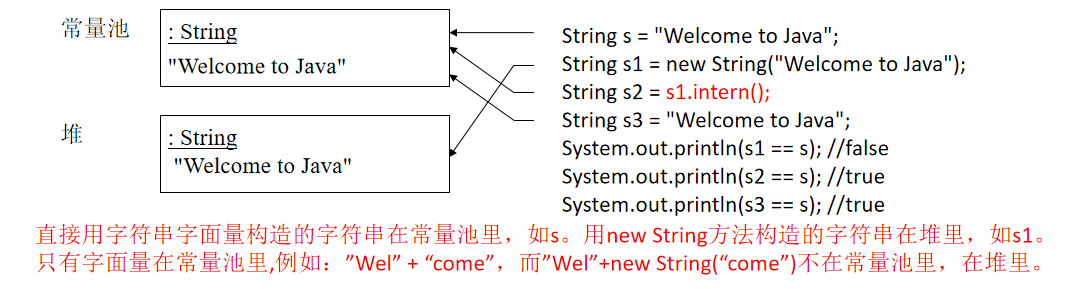 常量池
: String
"Welcome to Java"
堆
: String
"Welcome to Java"
String s = "Welcome to Java";
String s1 = new String("Welcome to Java");
String s2 = s1.intern();
String s3 = "Welcome to Java";
System.out.println(s1 == s); //false
System.out.println(s2 == s); //true
System.out.println(s3 == s); //true
直接用字符串字面量构造的字符串在常量池里，如s。用new String方法构造的字符串在堆里，如s1。
只有字面量在常量池里,例如：”Wel” + “come”，而”Wel”+new String(“come”)不在常量池里，在堆里。